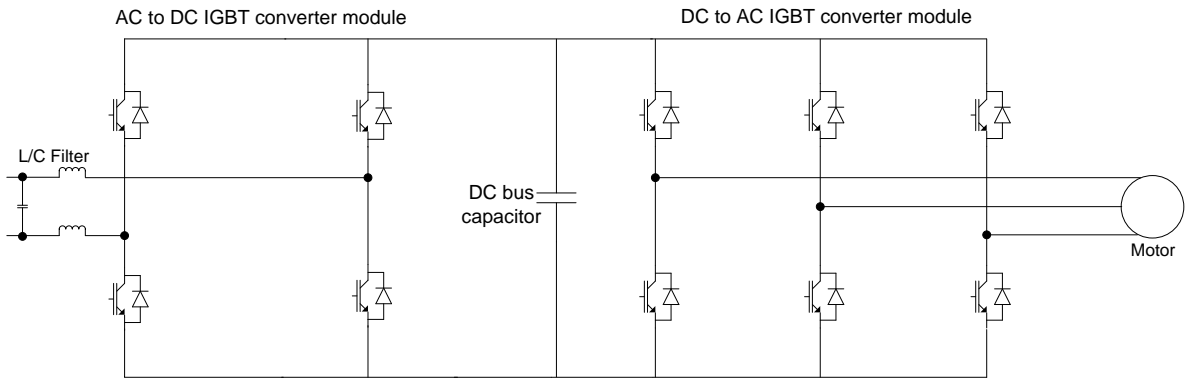 AC to DC IGBT converter module
DC to AC IGBT converter module
L/C Filter
DC bus
capacitor
Motor